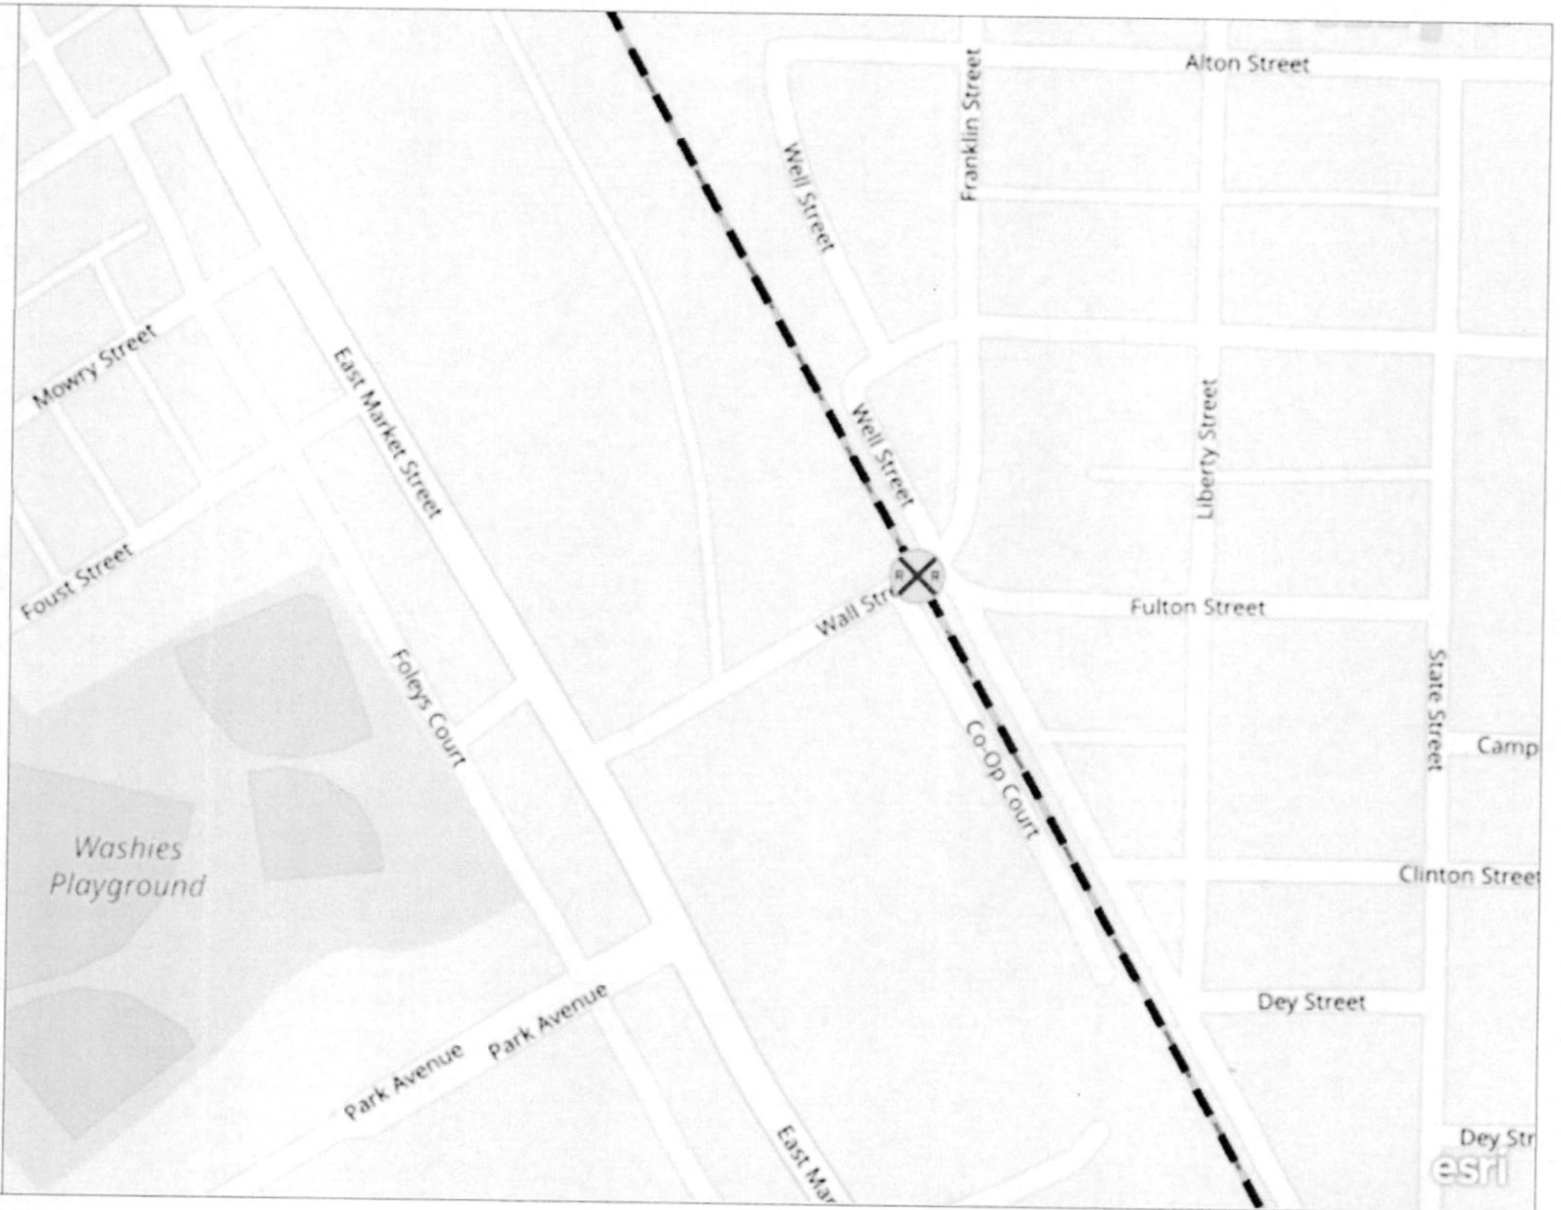 Alton Street
Franklin Street
Well Street
Mowry Street
East Market Street
Well Street
Liberty Street
Foust Street
R R
Wall Stre
Fulton Street
Foleys Court
State Street
Co-Op Court
Camp
Washies
Playground
Clinton Street
Park Avenue
Park Avenue
Dey Street
East Mar
Dey Str
esri